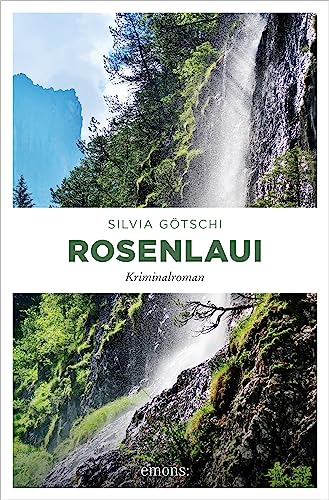 SILVIA GÖTSCHI
ROSENLAUI
Kriminalroman
emons: